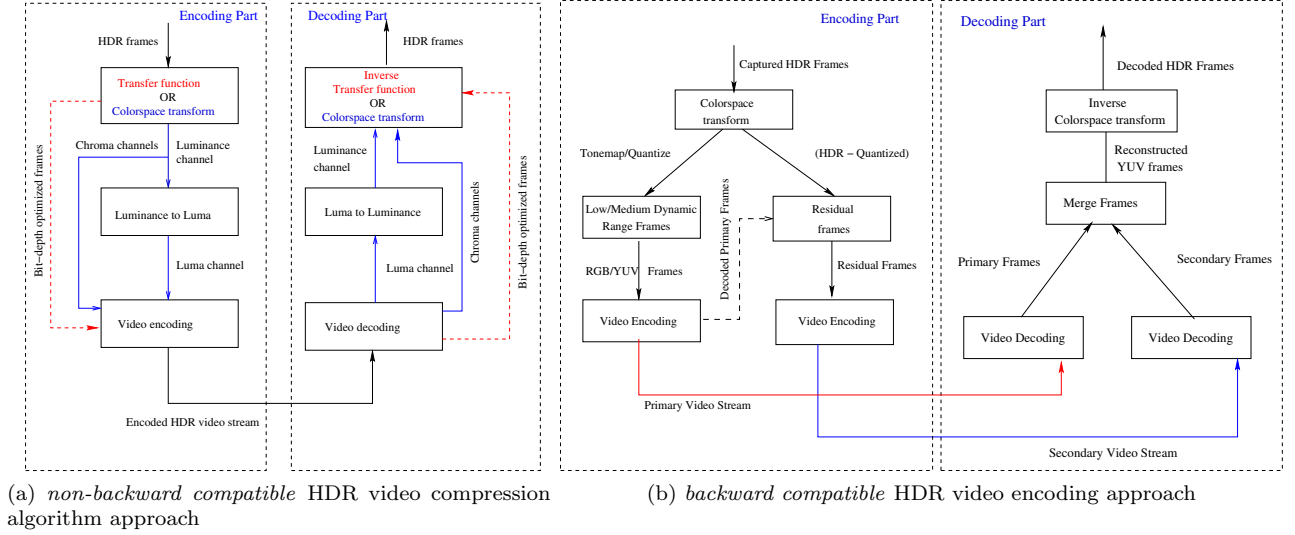 Encoding Part
HDR frames
Transfer function
OR
Colorspace transform
Chroma channels
Luminance
channel
Bit-depth optimized frames
Luminance to Luma
Luma channel
Video encoding
Encoded HDR video stream
Decoding Part
HDR frames
Inverse
Transfer function
OR
Colorspace transform
Luminance
channel
Luma to Luminance
Chroma channels
Bit-depth optimized frames
Luma channel
Video decoding
(a) non-backward compatible HDR video compression
algorithm approach
Encoding Part
Captured HDR Frames
Colorspace
transform
Tonemap/Quantize
(HDR - Quantized)
Low/Medium Dynamic
Range Frames
Decoded Primary Frames
Residual
frames
RGB/YUV Frames
Residual Frames
Video Encoding
Video Encoding
Primary Video Stream
Decoding Part
Decoded HDR Frames
Inverse
Colorspace transform
Reconstructed
YUV frames
Merge Frames
Primary Frames
Secondary Frames
Video Decoding
Video Decoding
Secondary Video Stream
(b) backward compatible HDR video encoding approach